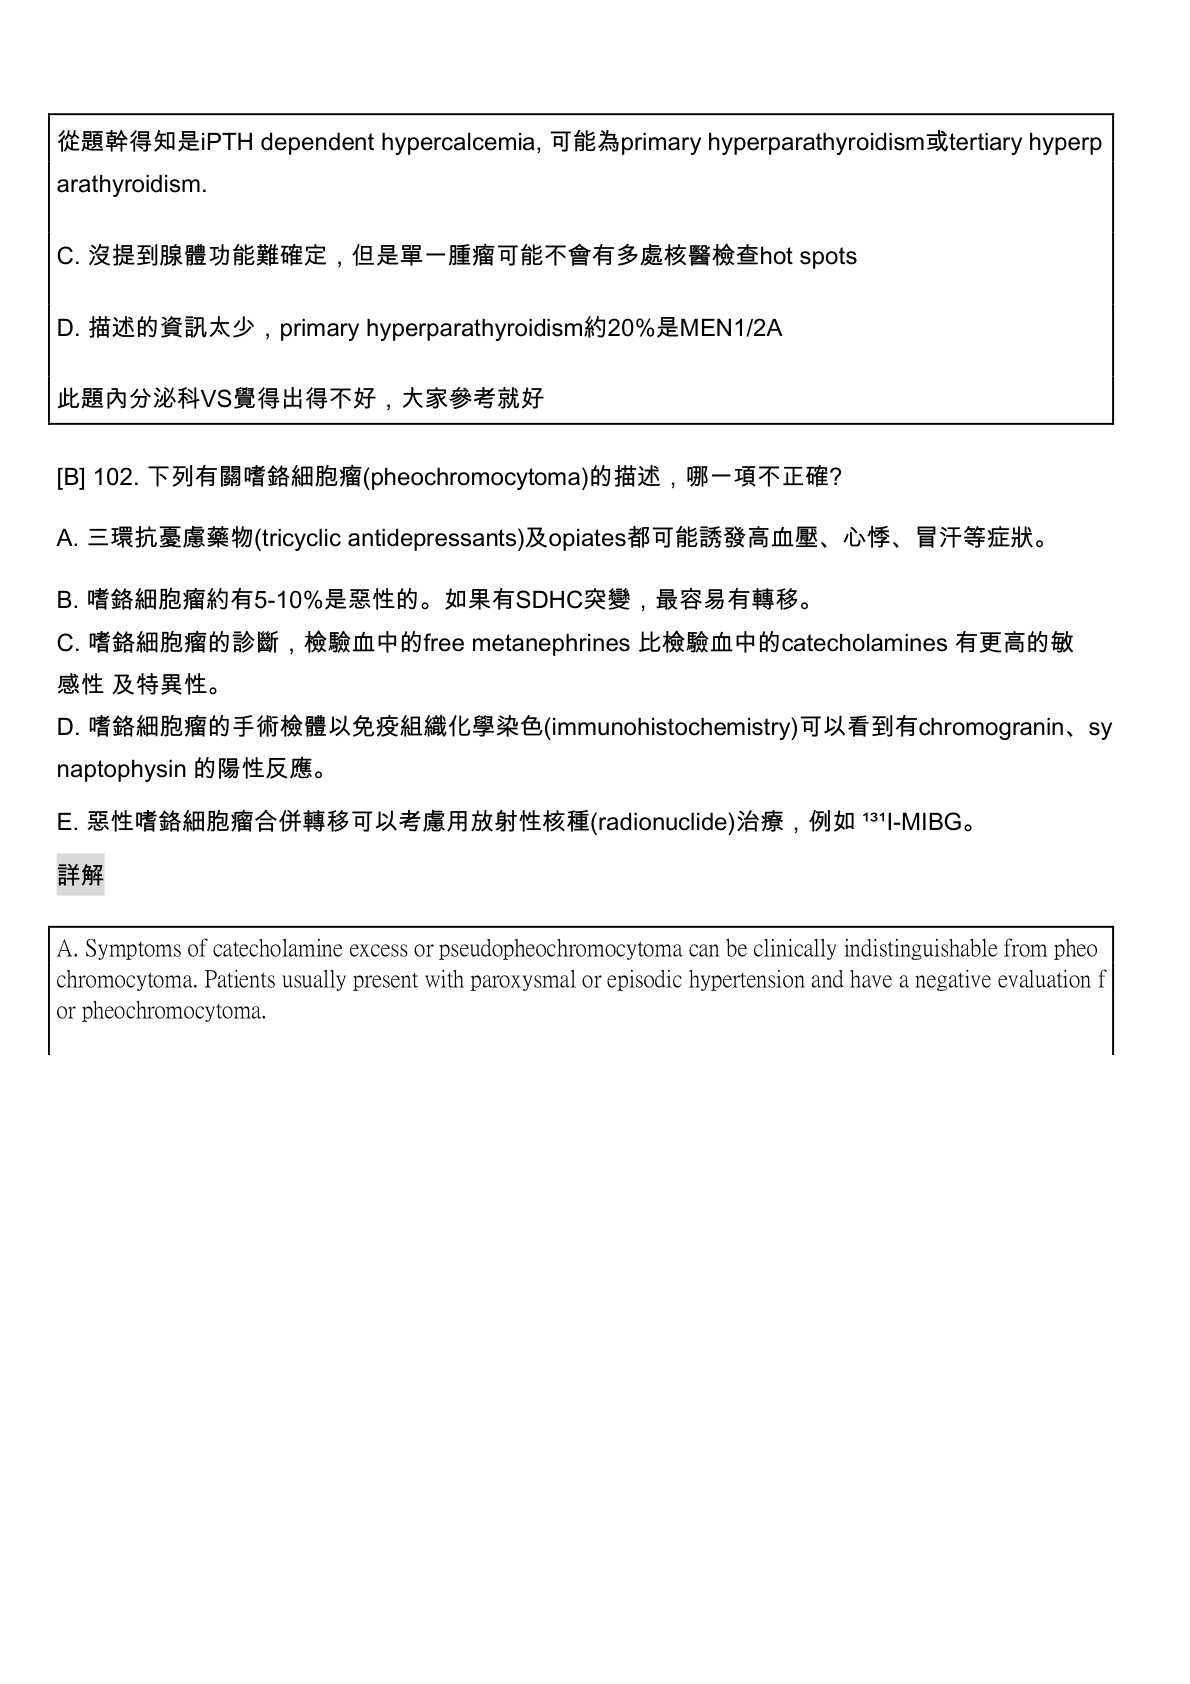 從題幹得知是iPTH dependent hypercalcemia, 可能為primary hyperparathyroidism或tertiary hyperp
arathyroidism.
C. 沒提到腺體功能難確定，但是單一腫瘤可能不會有多處核醫檢查hot spots
D. 描述的資訊太少，primary hyperparathyroidism約20%是MEN1/2A
此題內分泌科VS覺得出得不好，大家參考就好
[B] 102. 下列有關嗜鉻細胞瘤(pheochromocytoma)的描述，哪一項不正確?
A. 三環抗憂慮藥物(tricyclic antidepressants)及opiates都可能誘發高血壓、心悸、冒汗等症狀。
B. 嗜鉻細胞瘤約有5-10%是惡性的。如果有SDHC突變，最容易有轉移。
C. 嗜鉻細胞瘤的診斷，檢驗血中的free metanephrines 比檢驗血中的catecholamines 有更高的敏
感性 及特異性。
D. 嗜鉻細胞瘤的手術檢體以免疫組織化學染色(immunohistochemistry)可以看到有chromogranin、sy
naptophysin 的陽性反應。
E. 惡性嗜鉻細胞瘤合併轉移可以考慮用放射性核種(radionuclide)治療，例如 ¹³¹I-MIBG。
詳解
A. Symptoms of catecholamine excess or pseudopheochromocytoma can be clinically indistinguishable from pheo
chromocytoma. Patients usually present with paroxysmal or episodic hypertension and have a negative evaluation f
or pheochromocytoma.